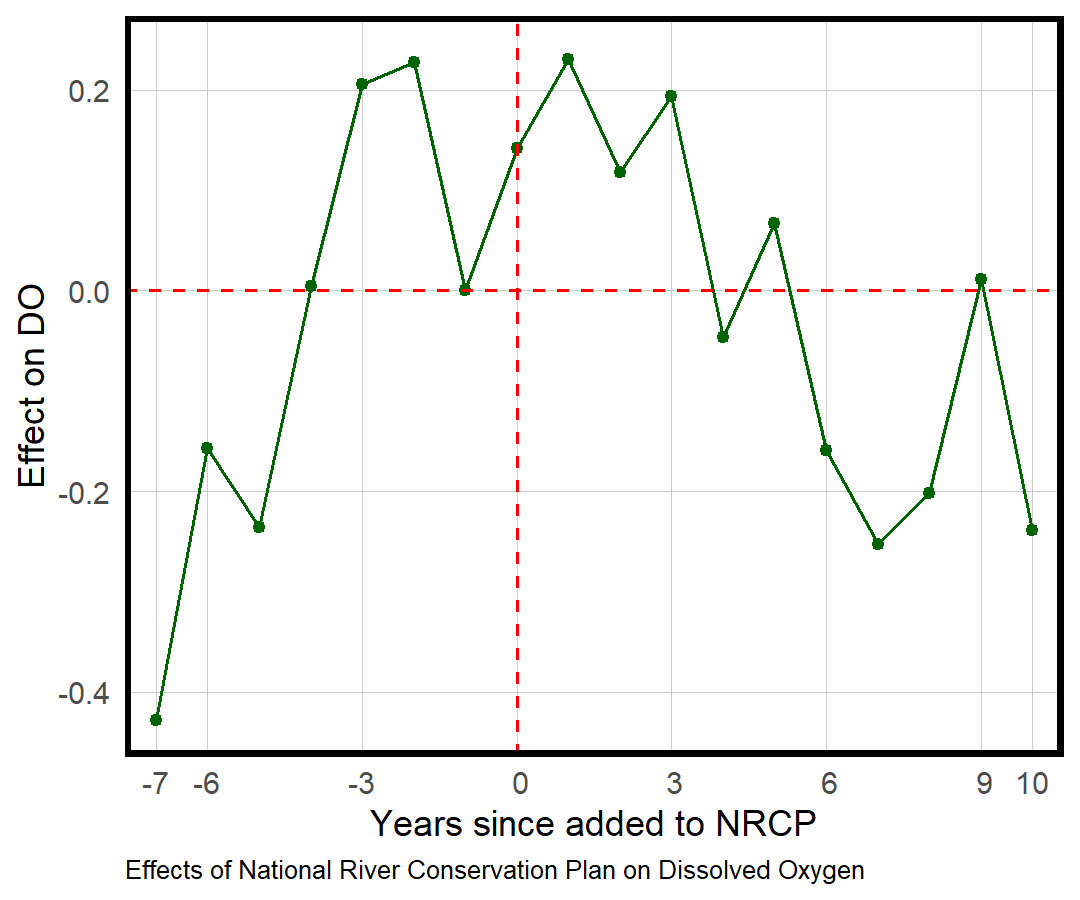 0.2
0.0
-0.2
-0.4
Effect on DO
-7 -6 -3 0 3 6 9 10
Years since added to NRCP
Effects of National River Conservation Plan on Dissolved Oxygen